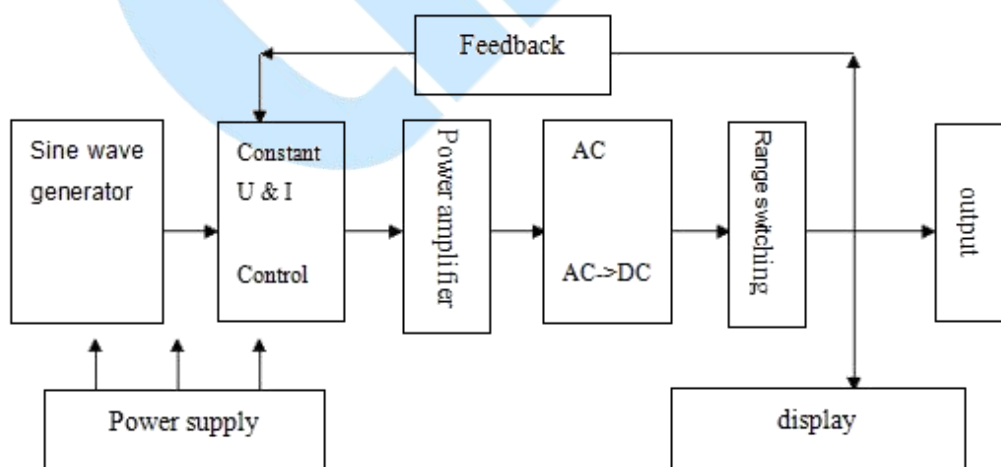 Feedback
Sine wave
generator
Constant
U & I
Control
Power amplifier
AC
AC->DC
Range switching
output
Power supply
display